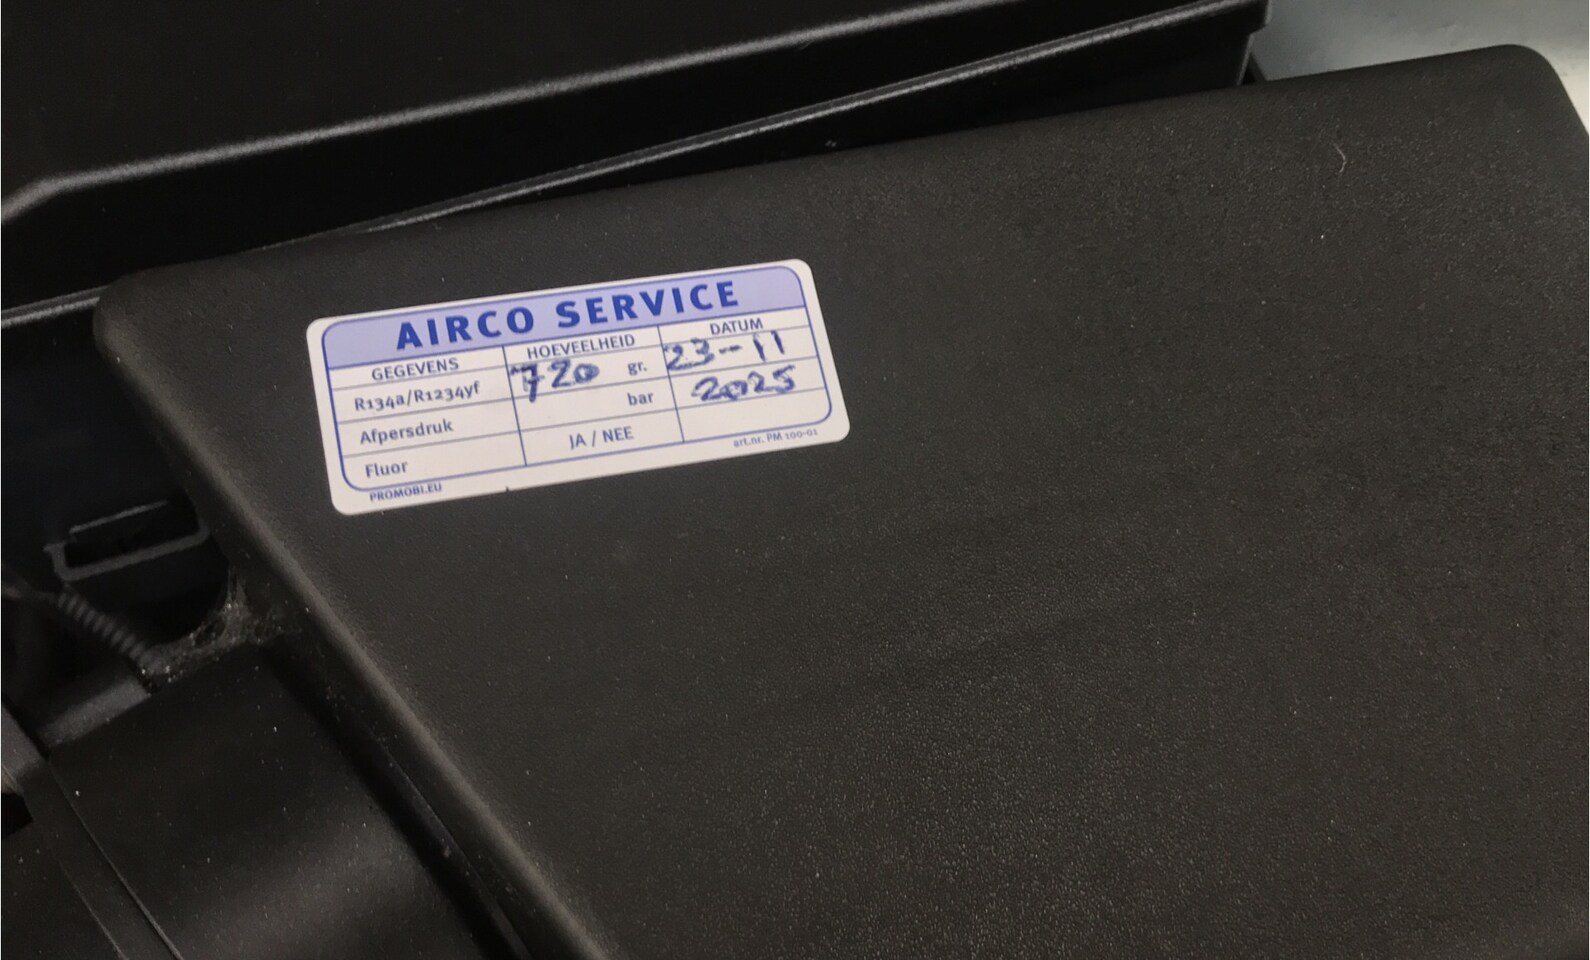 AIRCO SERVICE
GEGEVENS HOEVEELHEID DATUM
R134a/R1234yf 720 gr. 23-11
Afpersdruk bar 2025
Fluor JA / NEE
PROMOBI.EU art.nr. PM 100-01